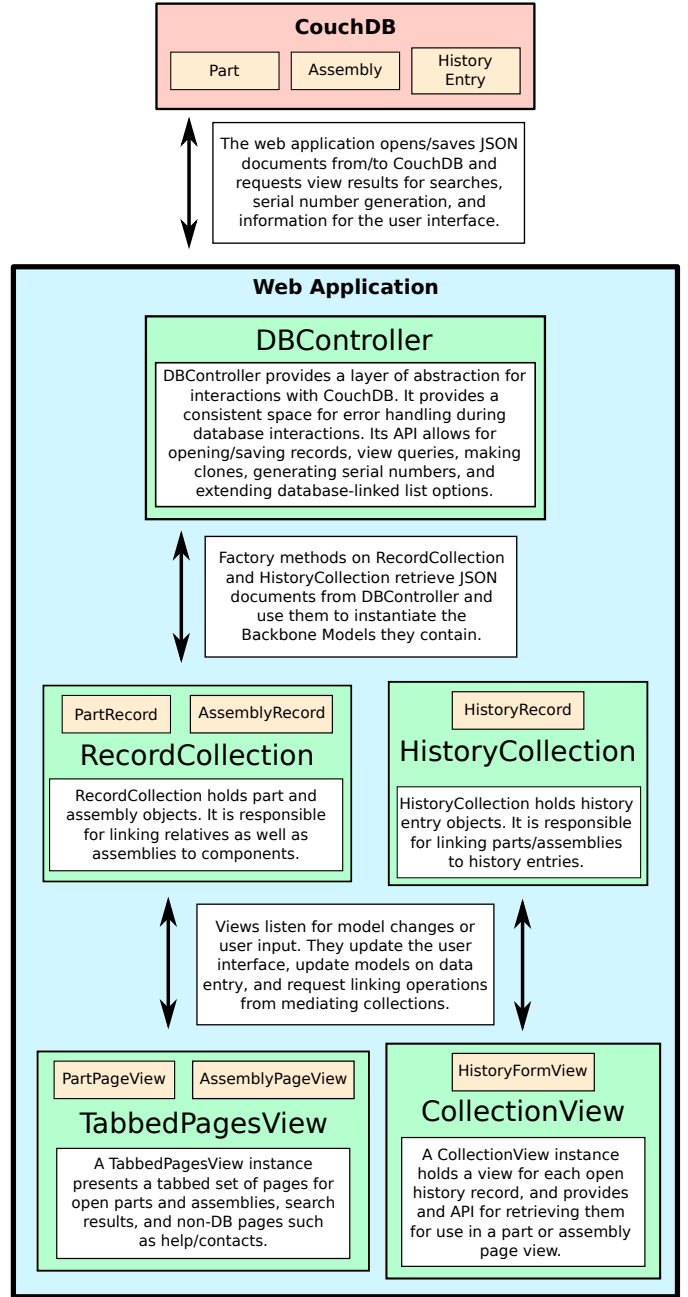 CouchDB
Part
Assembly
History
Entry
The web application opens/saves JSON
documents from/to CouchDB and
requests view results for searches,
serial number generation, and
information for the user interface.
Web Application
DBController
DBController provides a layer of abstraction for
interactions with CouchDB. It provides a
consistent space for error handling during
database interactions. Its API allows for
opening/saving records, view queries, making
clones, generating serial numbers, and
extending database-linked list options.
Factory methods on RecordCollection
and HistoryCollection retrieve JSON
documents from DBController and
use them to instantiate the
Backbone Models they contain.
PartRecord
AssemblyRecord
RecordCollection
RecordCollection holds part and
assembly objects. It is responsible
for linking relatives as well as
assemblies to components.
HistoryRecord
HistoryCollection
HistoryCollection holds history
entry objects. It is responsible
for linking parts/assemblies
to history entries.
Views listen for model changes or
user input. They update the user
interface, update models on data
entry, and request linking operations
from mediating collections.
PartPageView
AssemblyPageView
TabbedPagesView
A TabbedPagesView instance
presents a tabbed set of pages for
open parts and assemblies, search
results, and non-DB pages such
as help/contacts.
HistoryFormView
CollectionView
A CollectionView instance
holds a view for each open
history record, and provides
and API for retrieving them
for use in a part or assembly
page view.